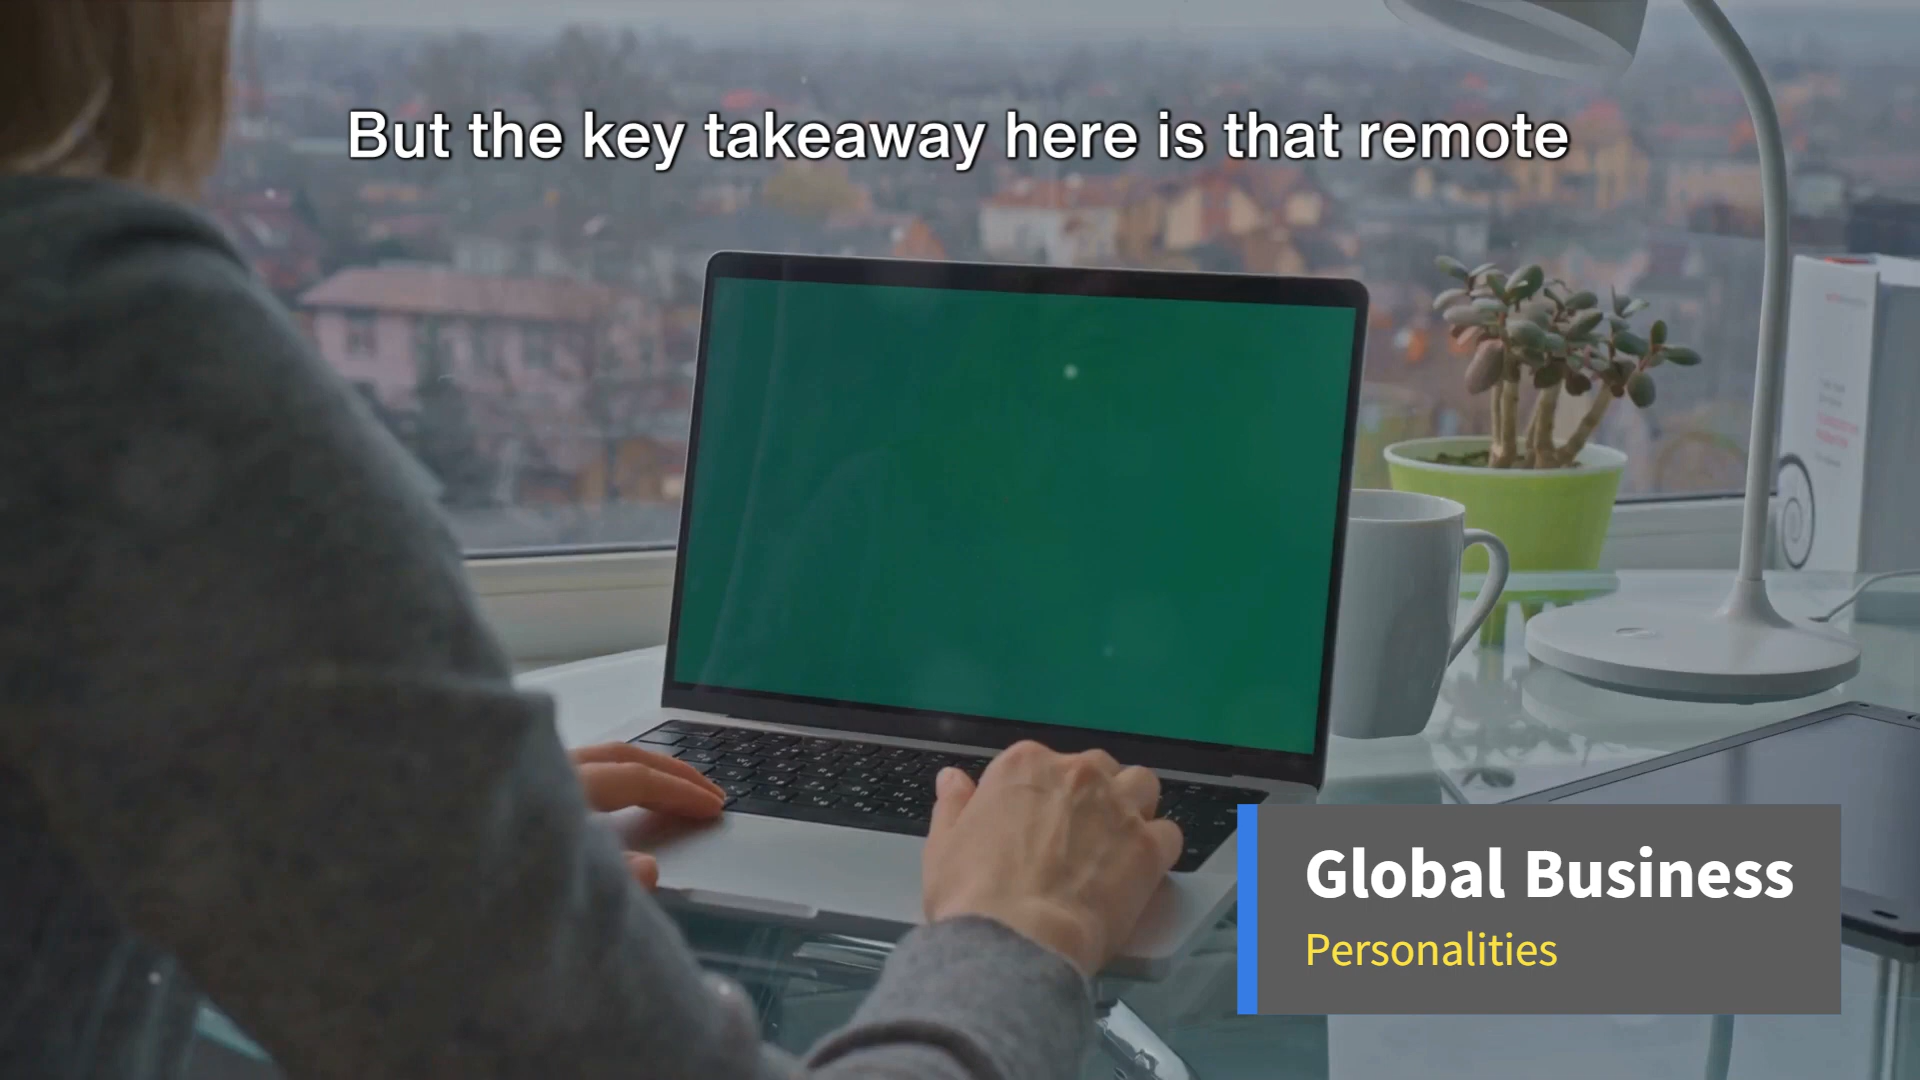 But the key takeaway here is that remote
Global Business
Personalities